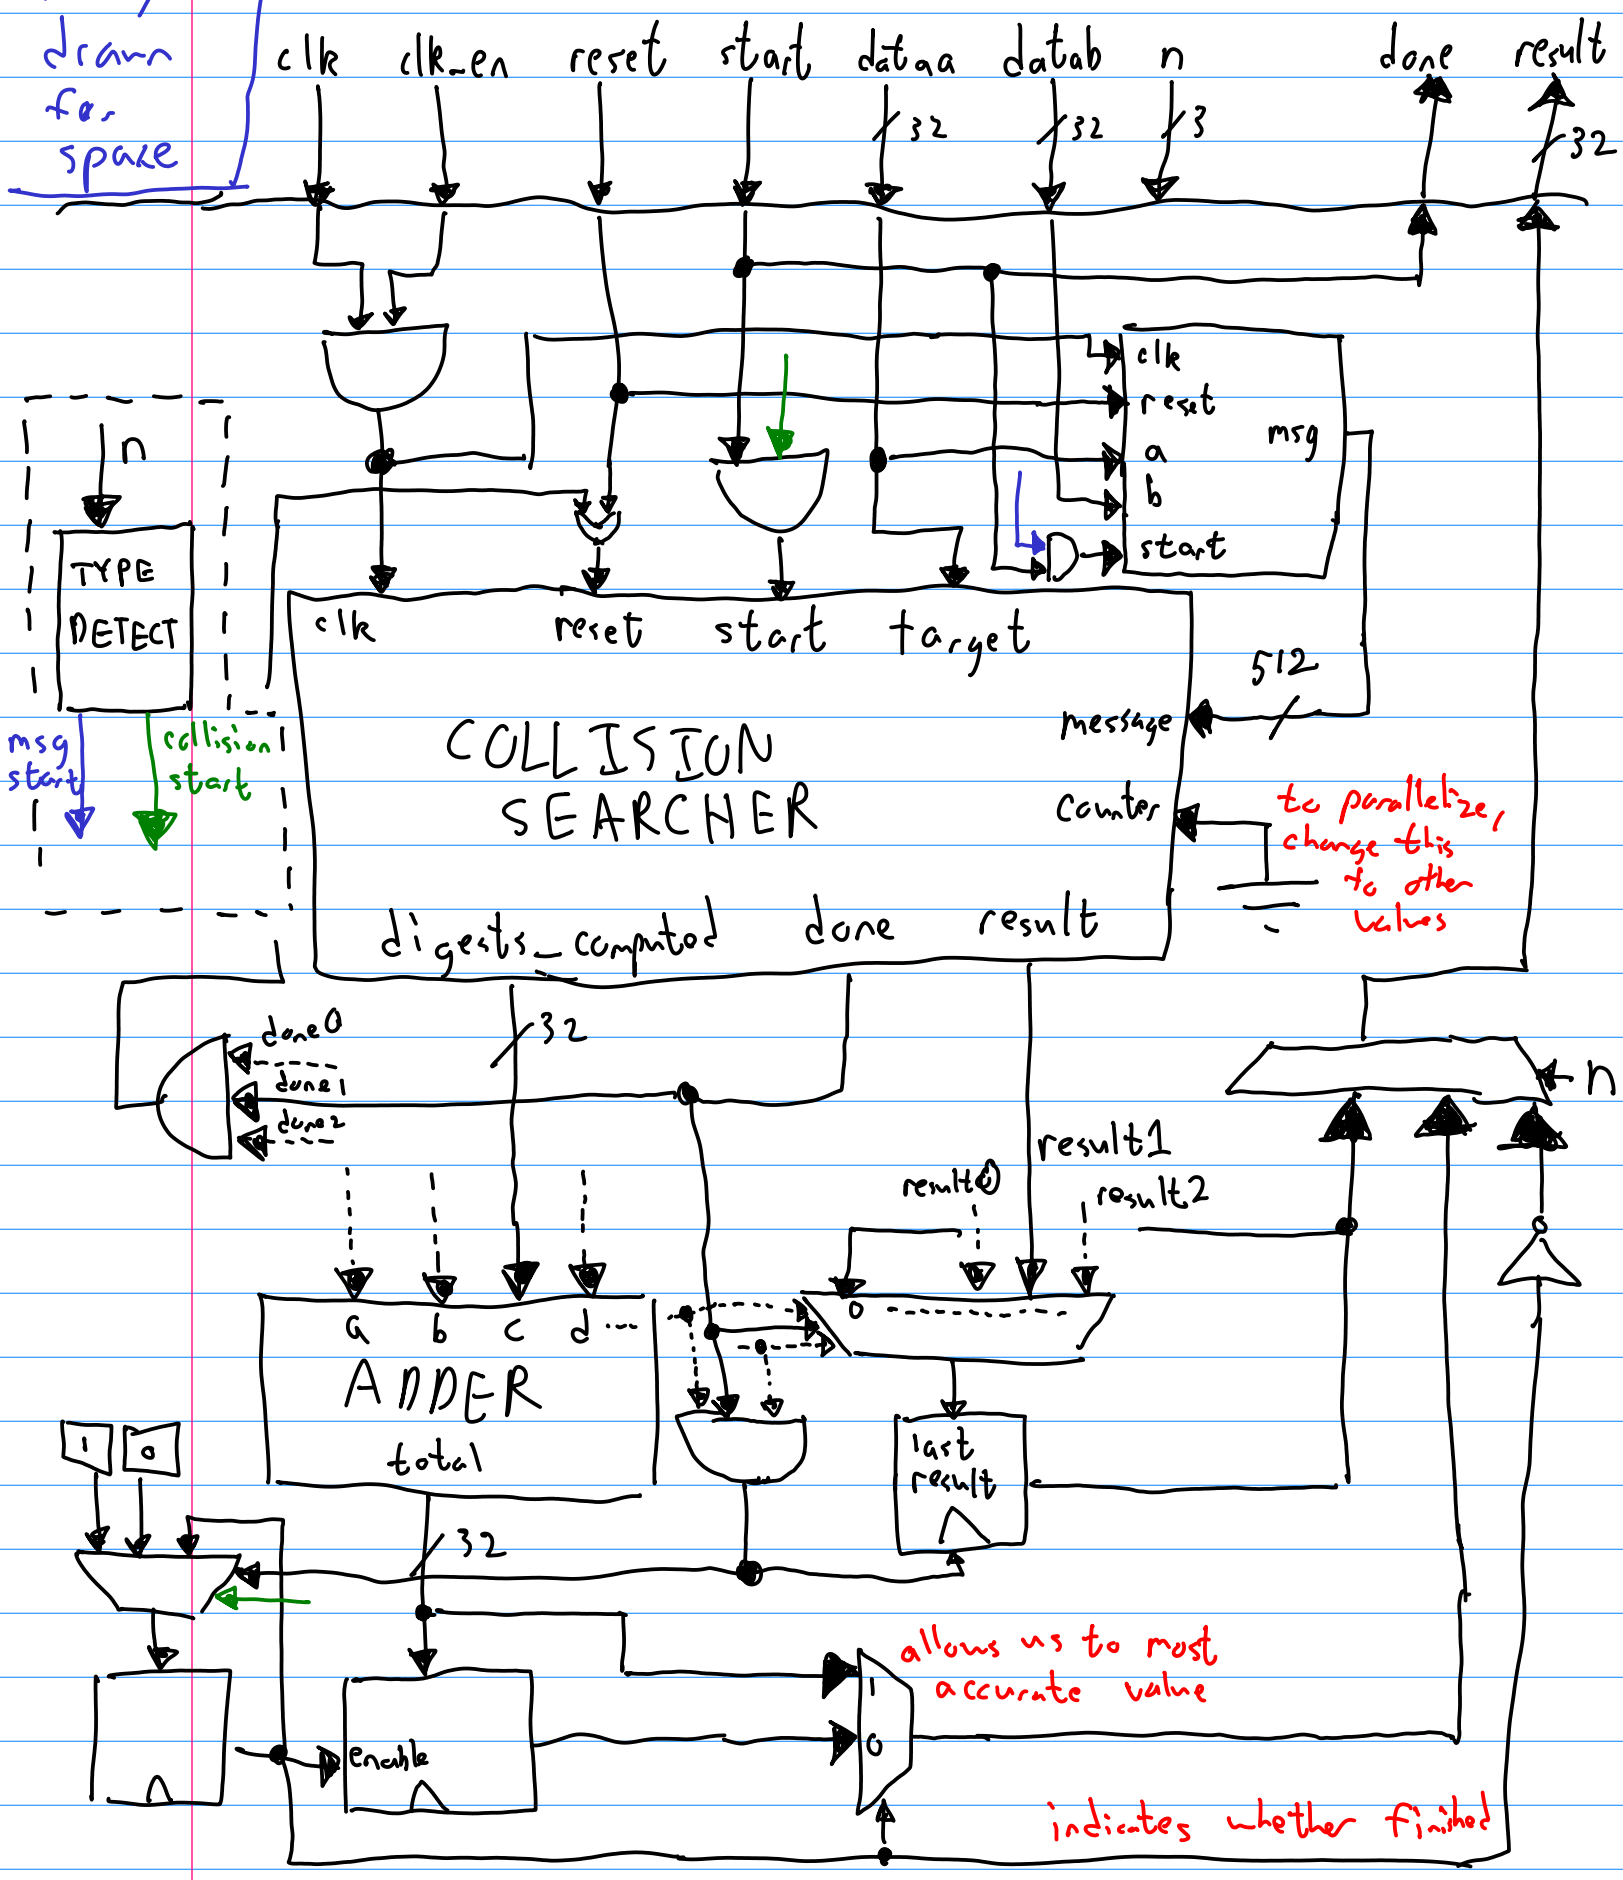 drawn
for
space
clk clk_en reset start dataa datab n done result
32 32 3 32
clk
reset
msg
a
b
start
n
TYPE
DETECT
msg
start
collision
start
clk reset start target
512
message
COLLISION
SEARCHER
counter
to parallelize,
change this
to other
values
digests_computed done result
32
done0
done1
done2
n
result1
result0
result2
0
a b c d ....
ADDER
total
1 0
last
result
32
allows us to most
accurate value
1
0
enable
indicates whether finished